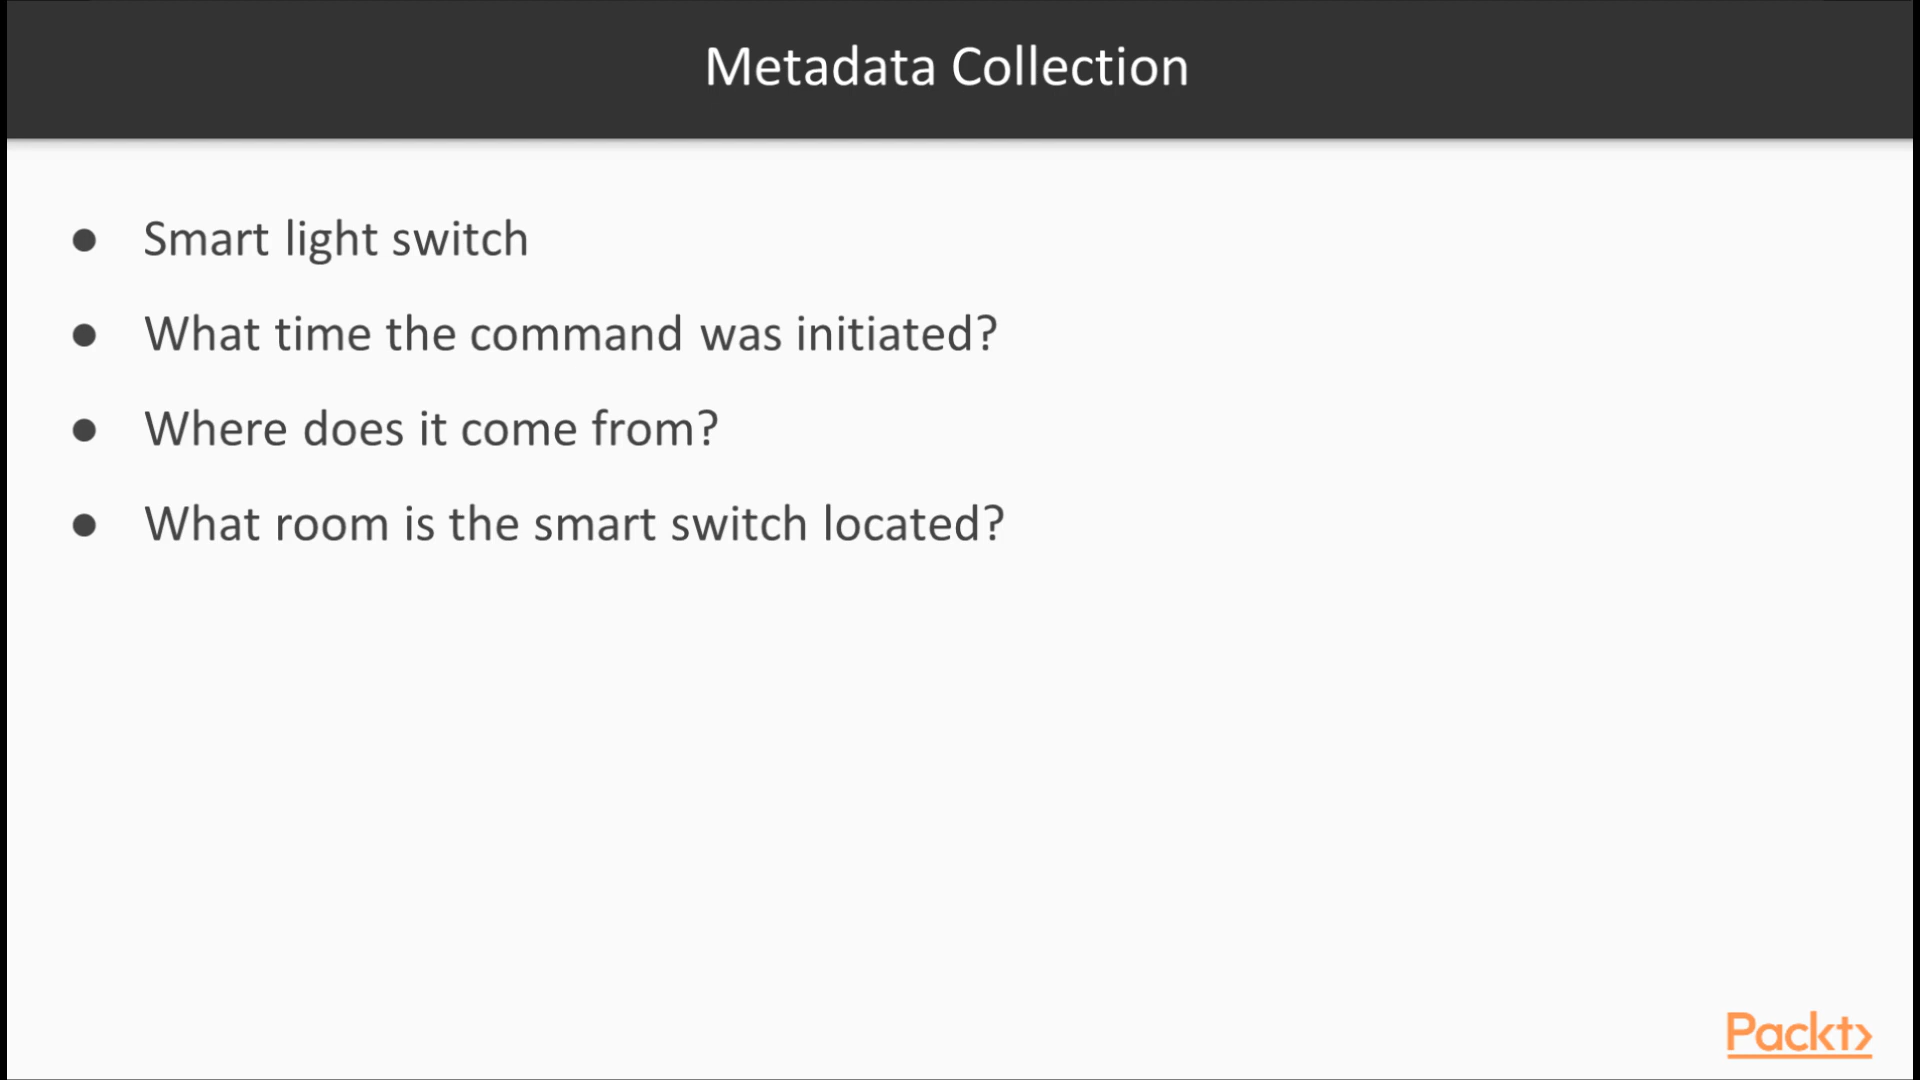 Metadata Collection
● Smart light switch
● What time the command was initiated?
● Where does it come from?
● What room is the smart switch located?
Packt>